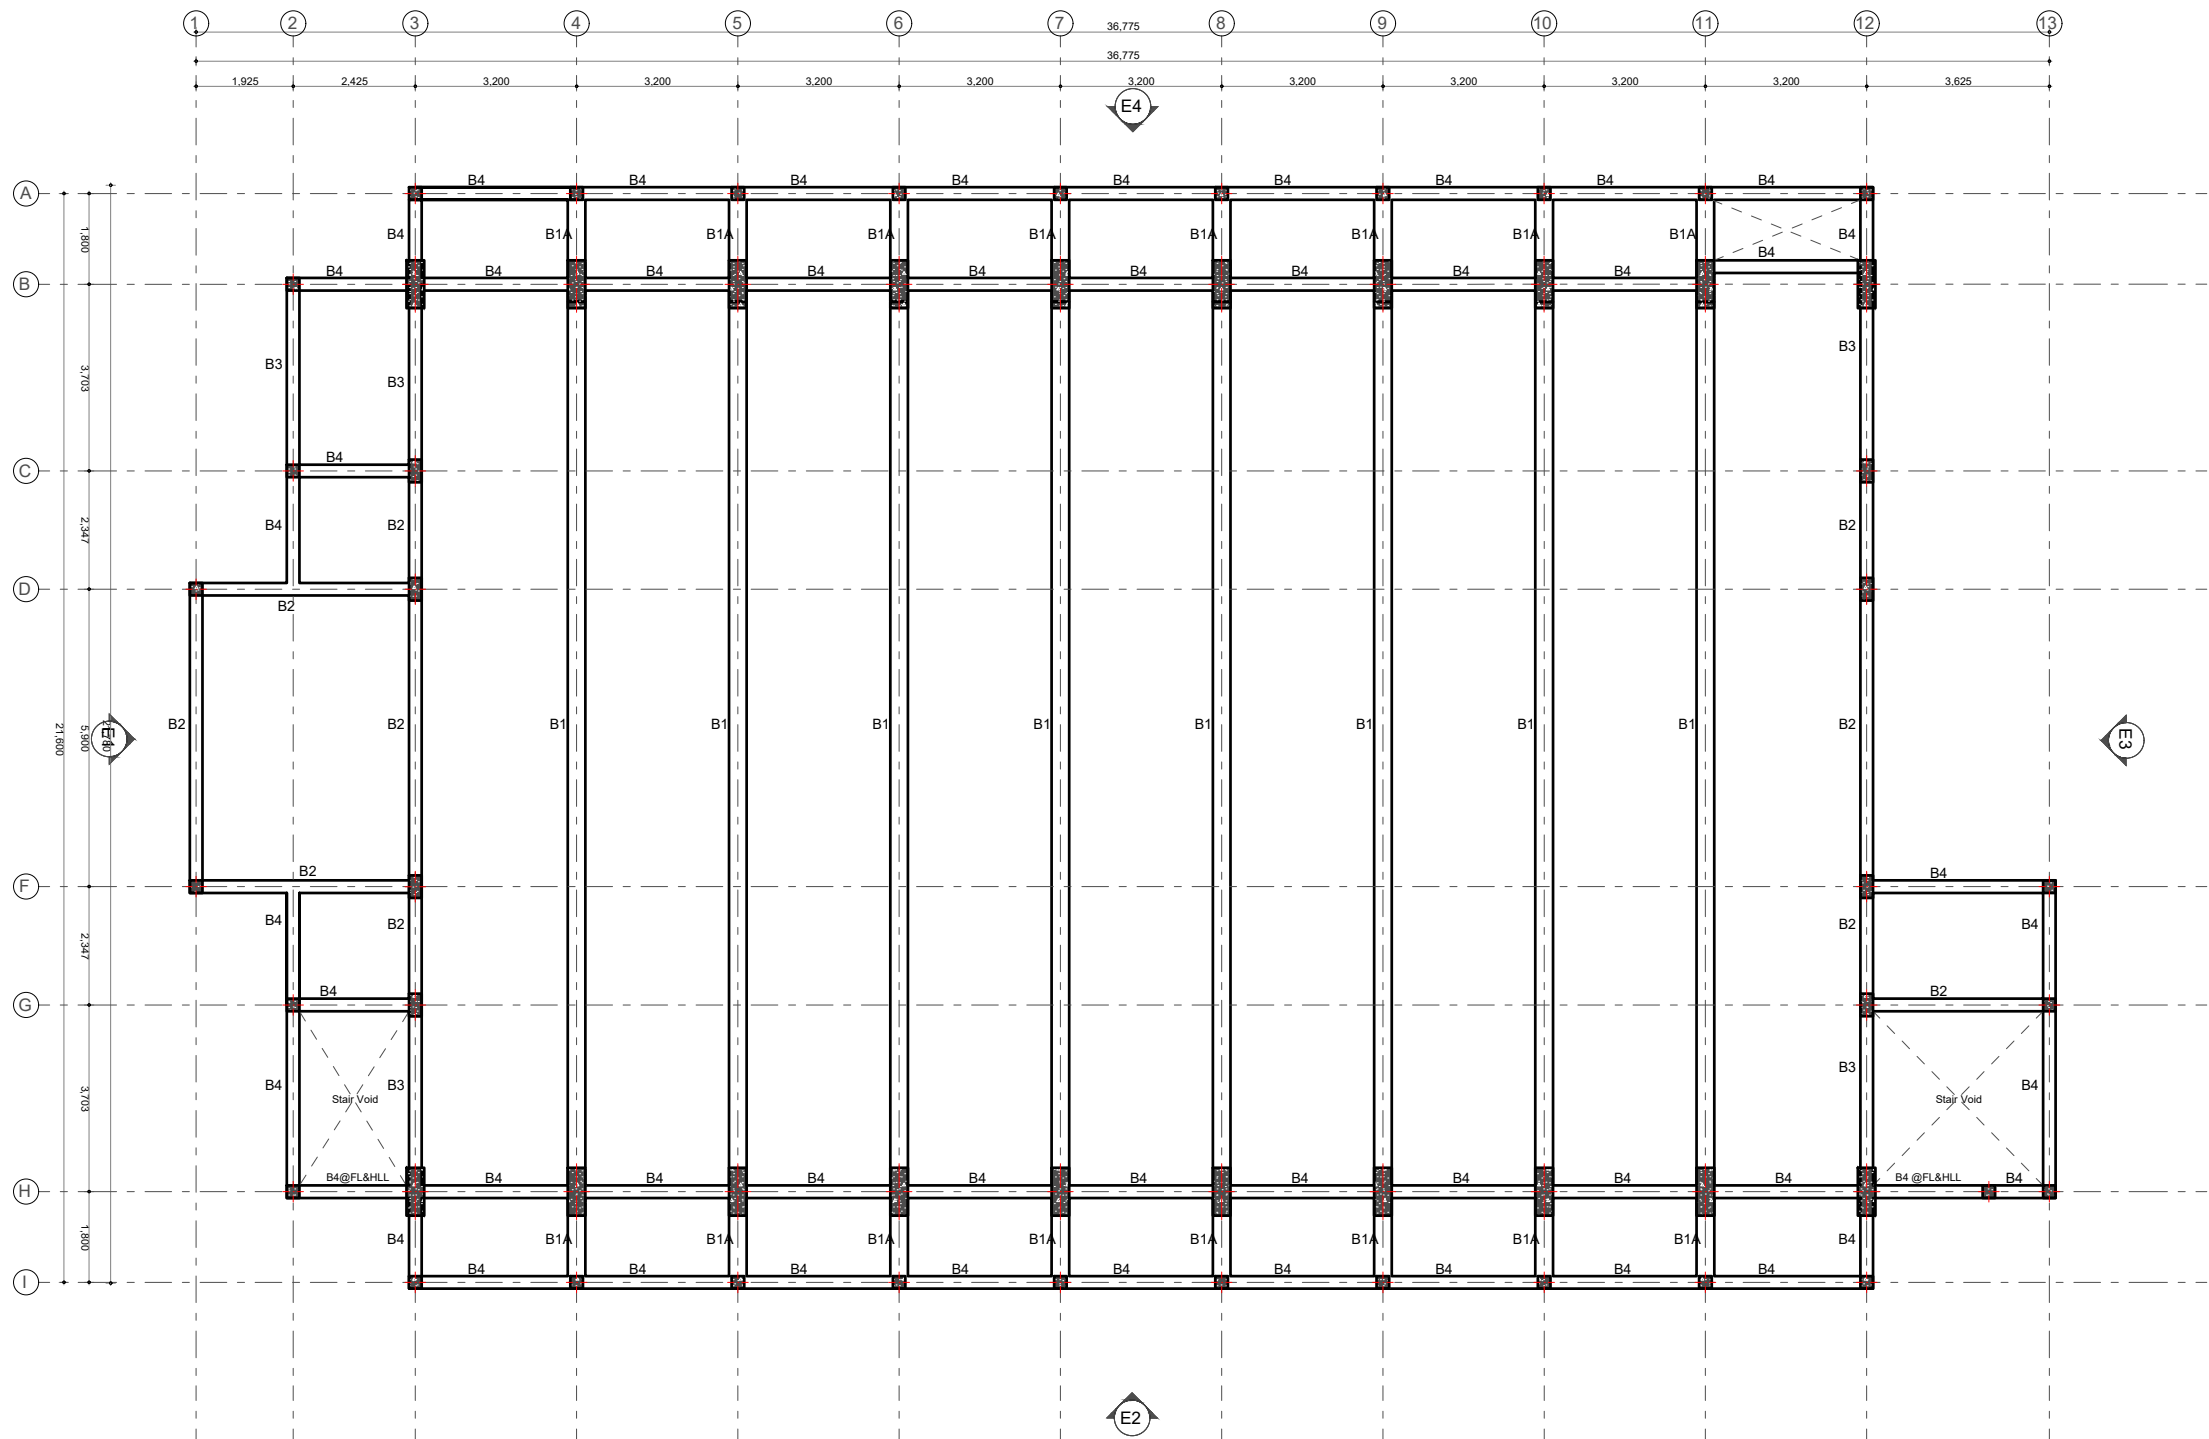 1 2 3 4 5 6 7 8 9 10 11 12 13
36,775
36,775
1,925 2,425 3,200 3,200 3,200 3,200 3,200 3,200 3,200 3,200 3,200 3,625
E4
B4 B4 B4 B4 B4 B4 B4 B4 B4
A
1,800
B4 B1A B1A B1A B1A B1A B1A B1A B1A B4
B4
B4 B4 B4 B4 B4 B4 B4 B4 B4
B
B3
B3 B3
3,703
B4
C
B4 B2 B2
2,347
D
B2
B2 B2 B1 B1 B1 B1 B1 B1 B1 B1 B2
21,600
5,900
E3
B2 B4
F
B4 B2 B2 B4
2,347
B4 B2
G
B3
B4 B3 B4
3,703
Stair Void Stair Void
B4@FL&HLL B4 B4 B4 B4 B4 B4 B4 B4 B4 B4 @FL&HLL B4
H
B4 B1A B1A B1A B1A B1A B1A B1A B1A B4
1,800
B4 B4 B4 B4 B4 B4 B4 B4 B4
I
E2